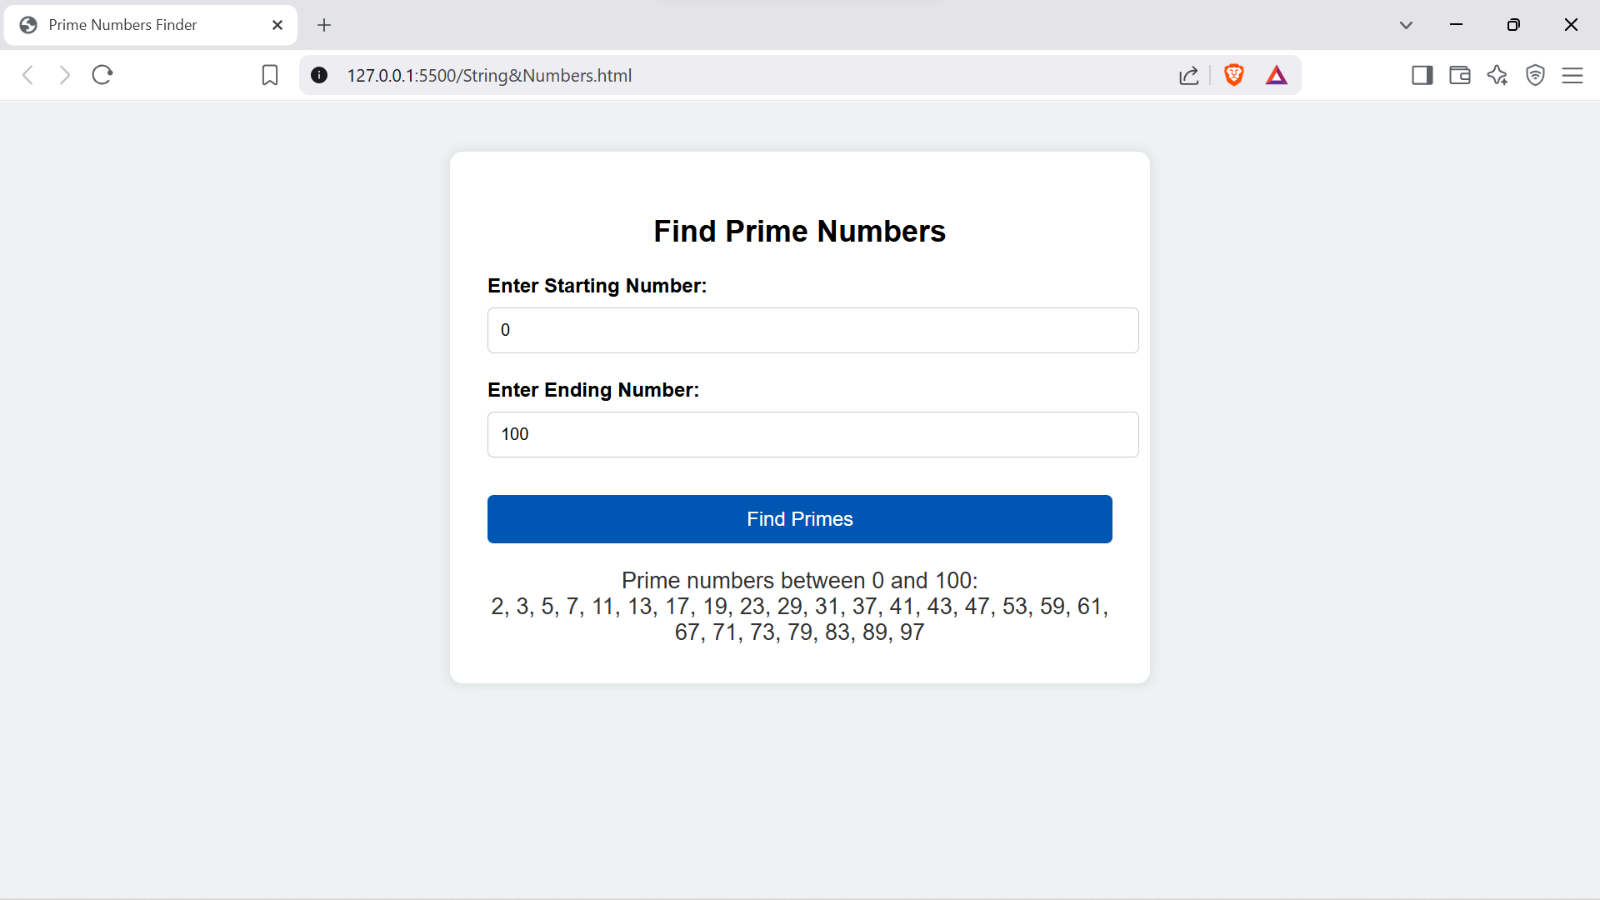 Prime Numbers Finder
127.0.0.1:5500/String&Numbers.html
Find Prime Numbers
Enter Starting Number:
0
Enter Ending Number:
100
Find Primes
Prime numbers between 0 and 100:
2, 3, 5, 7, 11, 13, 17, 19, 23, 29, 31, 37, 41, 43, 47, 53, 59, 61,
67, 71, 73, 79, 83, 89, 97